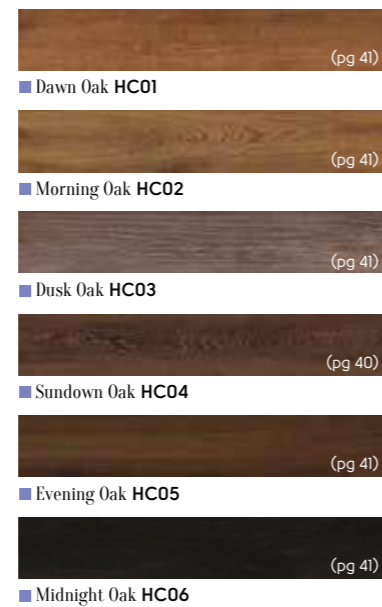 (pg 41)
Dawn Oak HC01
(pg 41)
Morning Oak HC02
(pg 41)
Dusk Oak HC03
(pg 40)
Sundown Oak HC04
(pg 41)
Evening Oak HC05
(pg 41)
Midnight Oak HC06